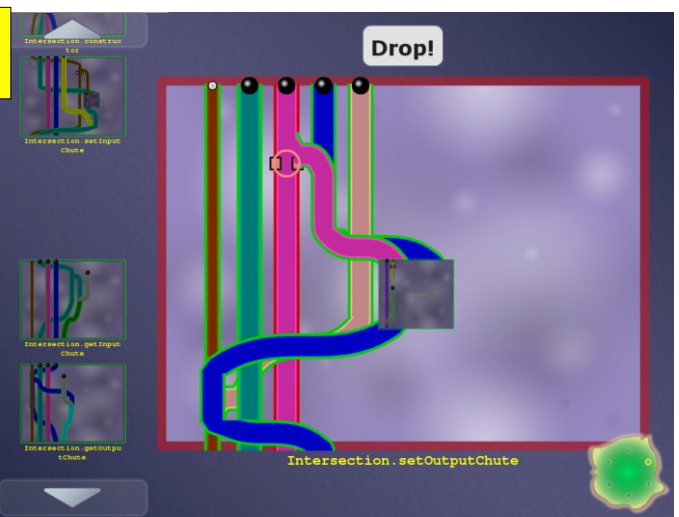 Intersection.construc
tor
Drop!
Intersection.setInput
Chute
Intersection.getInput
Chute
Intersection.getOutpu
tChute
Intersection.setOutputChute